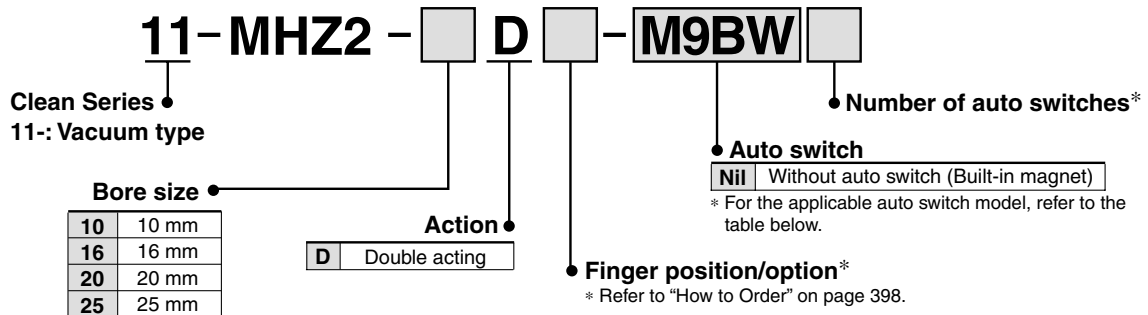 11-MHZ2-D-M9BW
Clean Series
11-: Vacuum type
Number of auto switches*
Auto switch
Nil Without auto switch (Built-in magnet)
* For the applicable auto switch model, refer to the
table below.
Bore size
10 10 mm
16 16 mm
20 20 mm
25 25 mm
Action
D Double acting
Finger position/option*
* Refer to “How to Order” on page 398.